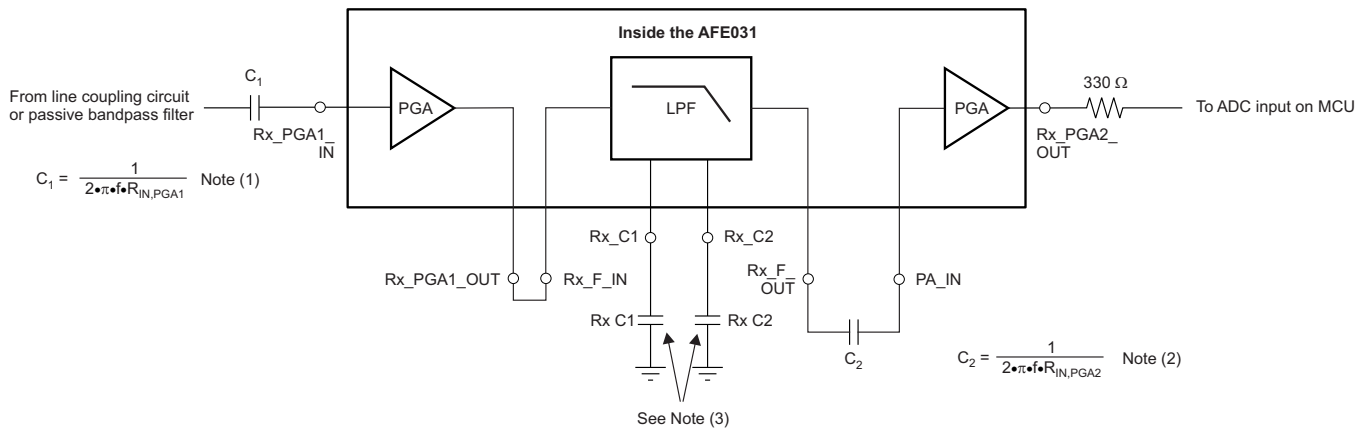 Inside the AFE031
C1
From line coupling circuit
or passive bandpass filter
Rx_PGA1_
IN
PGA
LPF
PGA
330 Ω
Rx_PGA2_
OUT
To ADC input on MCU
C1 = 1 / 2•π•f•RIN,PGA1 Note (1)
Rx_C1
Rx_C2
Rx_PGA1_OUT
Rx_F_IN
Rx_F_
OUT
PA_IN
Rx C1
Rx C2
C2
C2 = 1 / 2•π•f•RIN,PGA2 Note (2)
See Note (3)